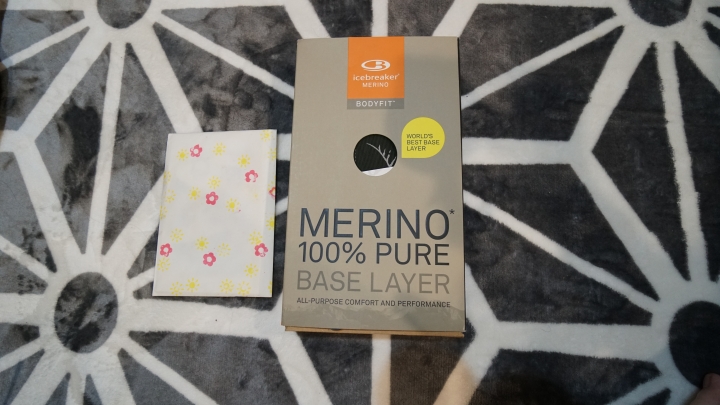 icebreaker®
MERINO
BODYFIT®
WORLD'S
BEST BASE
LAYER
MERINO*
100% PURE
BASE LAYER
ALL-PURPOSE COMFORT AND PERFORMANCE